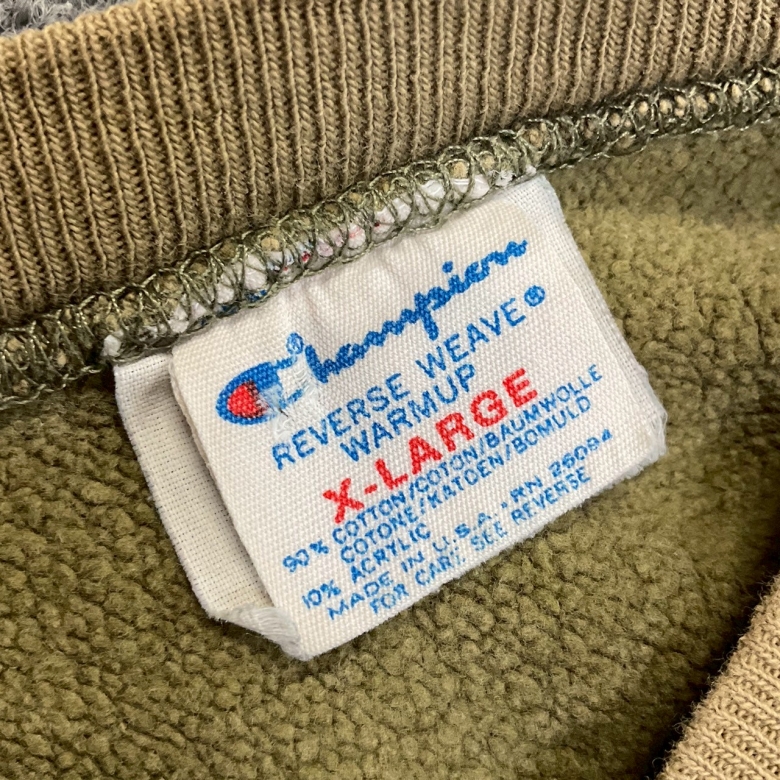 Champion®
REVERSE WEAVE®
WARMUP
X-LARGE
90% COTTON/COTON/BAUMWOLLE
COTONE/KATOEN/BOMULD
10% ACRYLIC
MADE IN U.S.A. - RN 26094
FOR CARE SEE REVERSE